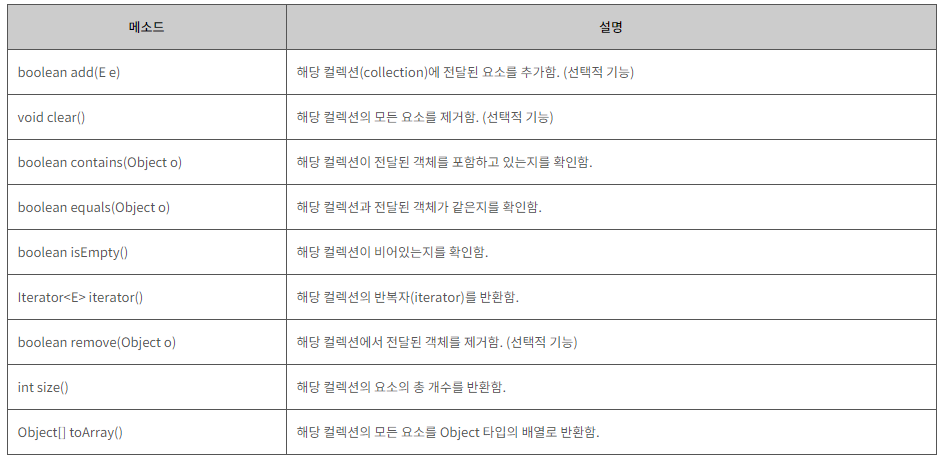 메소드 설명
boolean add(E e) 해당 컬렉션(collection)에 전달된 요소를 추가함. (선택적 기능)
void clear() 해당 컬렉션의 모든 요소를 제거함. (선택적 기능)
boolean contains(Object o) 해당 컬렉션이 전달된 객체를 포함하고 있는지를 확인함.
boolean equals(Object o) 해당 컬렉션과 전달된 객체가 같은지를 확인함.
boolean isEmpty() 해당 컬렉션이 비어있는지를 확인함.
Iterator<E> iterator() 해당 컬렉션의 반복자(iterator)를 반환함.
boolean remove(Object o) 해당 컬렉션에서 전달된 객체를 제거함. (선택적 기능)
int size() 해당 컬렉션의 요소의 총 개수를 반환함.
Object[] toArray() 해당 컬렉션의 모든 요소를 Object 타입의 배열로 반환함.